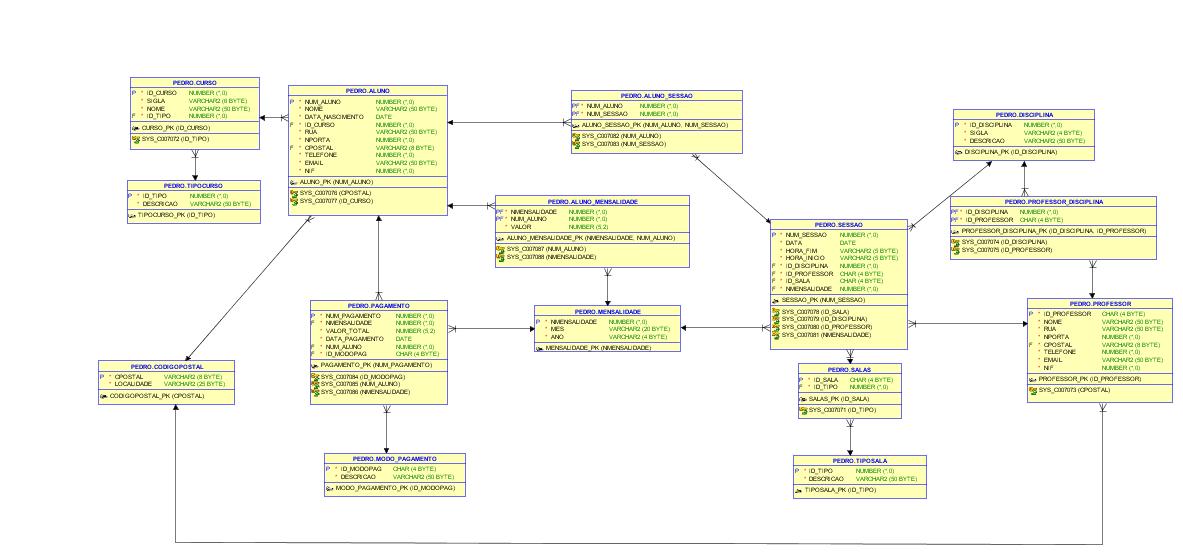 PEDRO.CURSO
P * ID_CURSO NUMBER (*,0)
* SIGLA VARCHAR2 (6 BYTE)
* NOME VARCHAR2 (50 BYTE)
F * ID_TIPO NUMBER (*,0)
CURSO_PK (ID_CURSO)
SYS_C007072 (ID_TIPO)
PEDRO.TIPOCURSO
P * ID_TIPO NUMBER (*,0)
* DESCRICAO VARCHAR2 (50 BYTE)
TIPOCURSO_PK (ID_TIPO)
PEDRO.ALUNO
P * NUM_ALUNO NUMBER (*,0)
* NOME VARCHAR2 (50 BYTE)
* DATA_NASCIMENTO DATE
F * ID_CURSO NUMBER (*,0)
* RUA VARCHAR2 (50 BYTE)
* NPORTA NUMBER (*,0)
F * CPOSTAL VARCHAR2 (8 BYTE)
* TELEFONE NUMBER (*,0)
* EMAIL VARCHAR2 (50 BYTE)
* NIF NUMBER (*,0)
ALUNO_PK (NUM_ALUNO)
SYS_C007076 (CPOSTAL)
SYS_C007077 (ID_CURSO)
PEDRO.ALUNO_SESSAO
PF * NUM_ALUNO NUMBER (*,0)
PF * NUM_SESSAO NUMBER (*,0)
ALUNO_SESSAO_PK (NUM_ALUNO, NUM_SESSAO)
SYS_C007082 (NUM_ALUNO)
SYS_C007083 (NUM_SESSAO)
PEDRO.DISCIPLINA
P * ID_DISCIPLINA NUMBER (*,0)
* SIGLA VARCHAR2 (4 BYTE)
* DESCRICAO VARCHAR2 (50 BYTE)
DISCIPLINA_PK (ID_DISCIPLINA)
PEDRO.ALUNO_MENSALIDADE
PF * NMENSALIDADE NUMBER (*,0)
PF * NUM_ALUNO NUMBER (*,0)
* VALOR NUMBER (5,2)
ALUNO_MENSALIDADE_PK (NMENSALIDADE, NUM_ALUNO)
SYS_C007087 (NUM_ALUNO)
SYS_C007088 (NMENSALIDADE)
PEDRO.PROFESSOR_DISCIPLINA
PF * ID_DISCIPLINA NUMBER (*,0)
PF * ID_PROFESSOR CHAR (4 BYTE)
PROFESSOR_DISCIPLINA_PK (ID_DISCIPLINA, ID_PROFESSOR)
SYS_C007074 (ID_DISCIPLINA)
SYS_C007075 (ID_PROFESSOR)
PEDRO.SESSAO
P * NUM_SESSAO NUMBER (*,0)
* DATA DATE
* HORA_FIM VARCHAR2 (5 BYTE)
* HORA_INICIO VARCHAR2 (5 BYTE)
F * ID_DISCIPLINA NUMBER (*,0)
F * ID_PROFESSOR CHAR (4 BYTE)
F * ID_SALA CHAR (4 BYTE)
F * NMENSALIDADE NUMBER (*,0)
SESSAO_PK (NUM_SESSAO)
SYS_C007078 (ID_SALA)
SYS_C007079 (ID_DISCIPLINA)
SYS_C007080 (ID_PROFESSOR)
SYS_C007081 (NMENSALIDADE)
PEDRO.PAGAMENTO
P * NUM_PAGAMENTO NUMBER (*,0)
F * NMENSALIDADE NUMBER (*,0)
* VALOR_TOTAL NUMBER (5,2)
* DATA_PAGAMENTO DATE
F * NUM_ALUNO NUMBER (*,0)
F * ID_MODOPAG CHAR (4 BYTE)
PAGAMENTO_PK (NUM_PAGAMENTO)
SYS_C007084 (ID_MODOPAG)
SYS_C007085 (NUM_ALUNO)
SYS_C007086 (NMENSALIDADE)
PEDRO.MENSALIDADE
P * NMENSALIDADE NUMBER (*,0)
* MES VARCHAR2 (20 BYTE)
* ANO VARCHAR2 (4 BYTE)
MENSALIDADE_PK (NMENSALIDADE)
PEDRO.PROFESSOR
P * ID_PROFESSOR CHAR (4 BYTE)
* NOME VARCHAR2 (50 BYTE)
* RUA VARCHAR2 (50 BYTE)
* NPORTA NUMBER (*,0)
F * CPOSTAL VARCHAR2 (8 BYTE)
* TELEFONE NUMBER (*,0)
* EMAIL VARCHAR2 (50 BYTE)
* NIF NUMBER (*,0)
PROFESSOR_PK (ID_PROFESSOR)
SYS_C007073 (CPOSTAL)
PEDRO.CODIGOPOSTAL
P * CPOSTAL VARCHAR2 (8 BYTE)
* LOCALIDADE VARCHAR2 (25 BYTE)
CODIGOPOSTAL_PK (CPOSTAL)
PEDRO.SALAS
P * ID_SALA CHAR (4 BYTE)
F * ID_TIPO NUMBER (*,0)
SALAS_PK (ID_SALA)
SYS_C007071 (ID_TIPO)
PEDRO.MODO_PAGAMENTO
P * ID_MODOPAG CHAR (4 BYTE)
* DESCRICAO VARCHAR2 (50 BYTE)
MODO_PAGAMENTO_PK (ID_MODOPAG)
PEDRO.TIPOSALA
P * ID_TIPO NUMBER (*,0)
* DESCRICAO VARCHAR2 (50 BYTE)
TIPOSALA_PK (ID_TIPO)